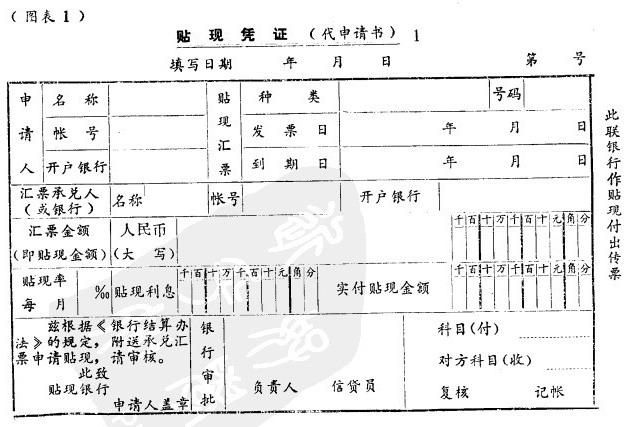 （图表1）
贴现凭证（代申请书） 1
填写日期 年 月 日 第 号
申请人 名称 贴现汇票 种类 号码
帐号 发票日 年 月 日
开户银行 到期日 年 月 日
汇票承兑人（或银行） 名称 帐号 开户银行
汇票金额（即贴现金额） 人民币（大写） 千百十万千百十元角分
贴现率每月 ‰ 贴现利息 千百十万千百十元角分 实付贴现金额 千百十万千百十元角分
兹根据《银行结算办
法》的规定，附送承兑汇
票申请贴现，请审核。
此致
贴现银行
申请人盖章
银行审批
负责人 信贷员
科目(付)
对方科目(收)
复核 记帐
此联银行作贴现付出传票